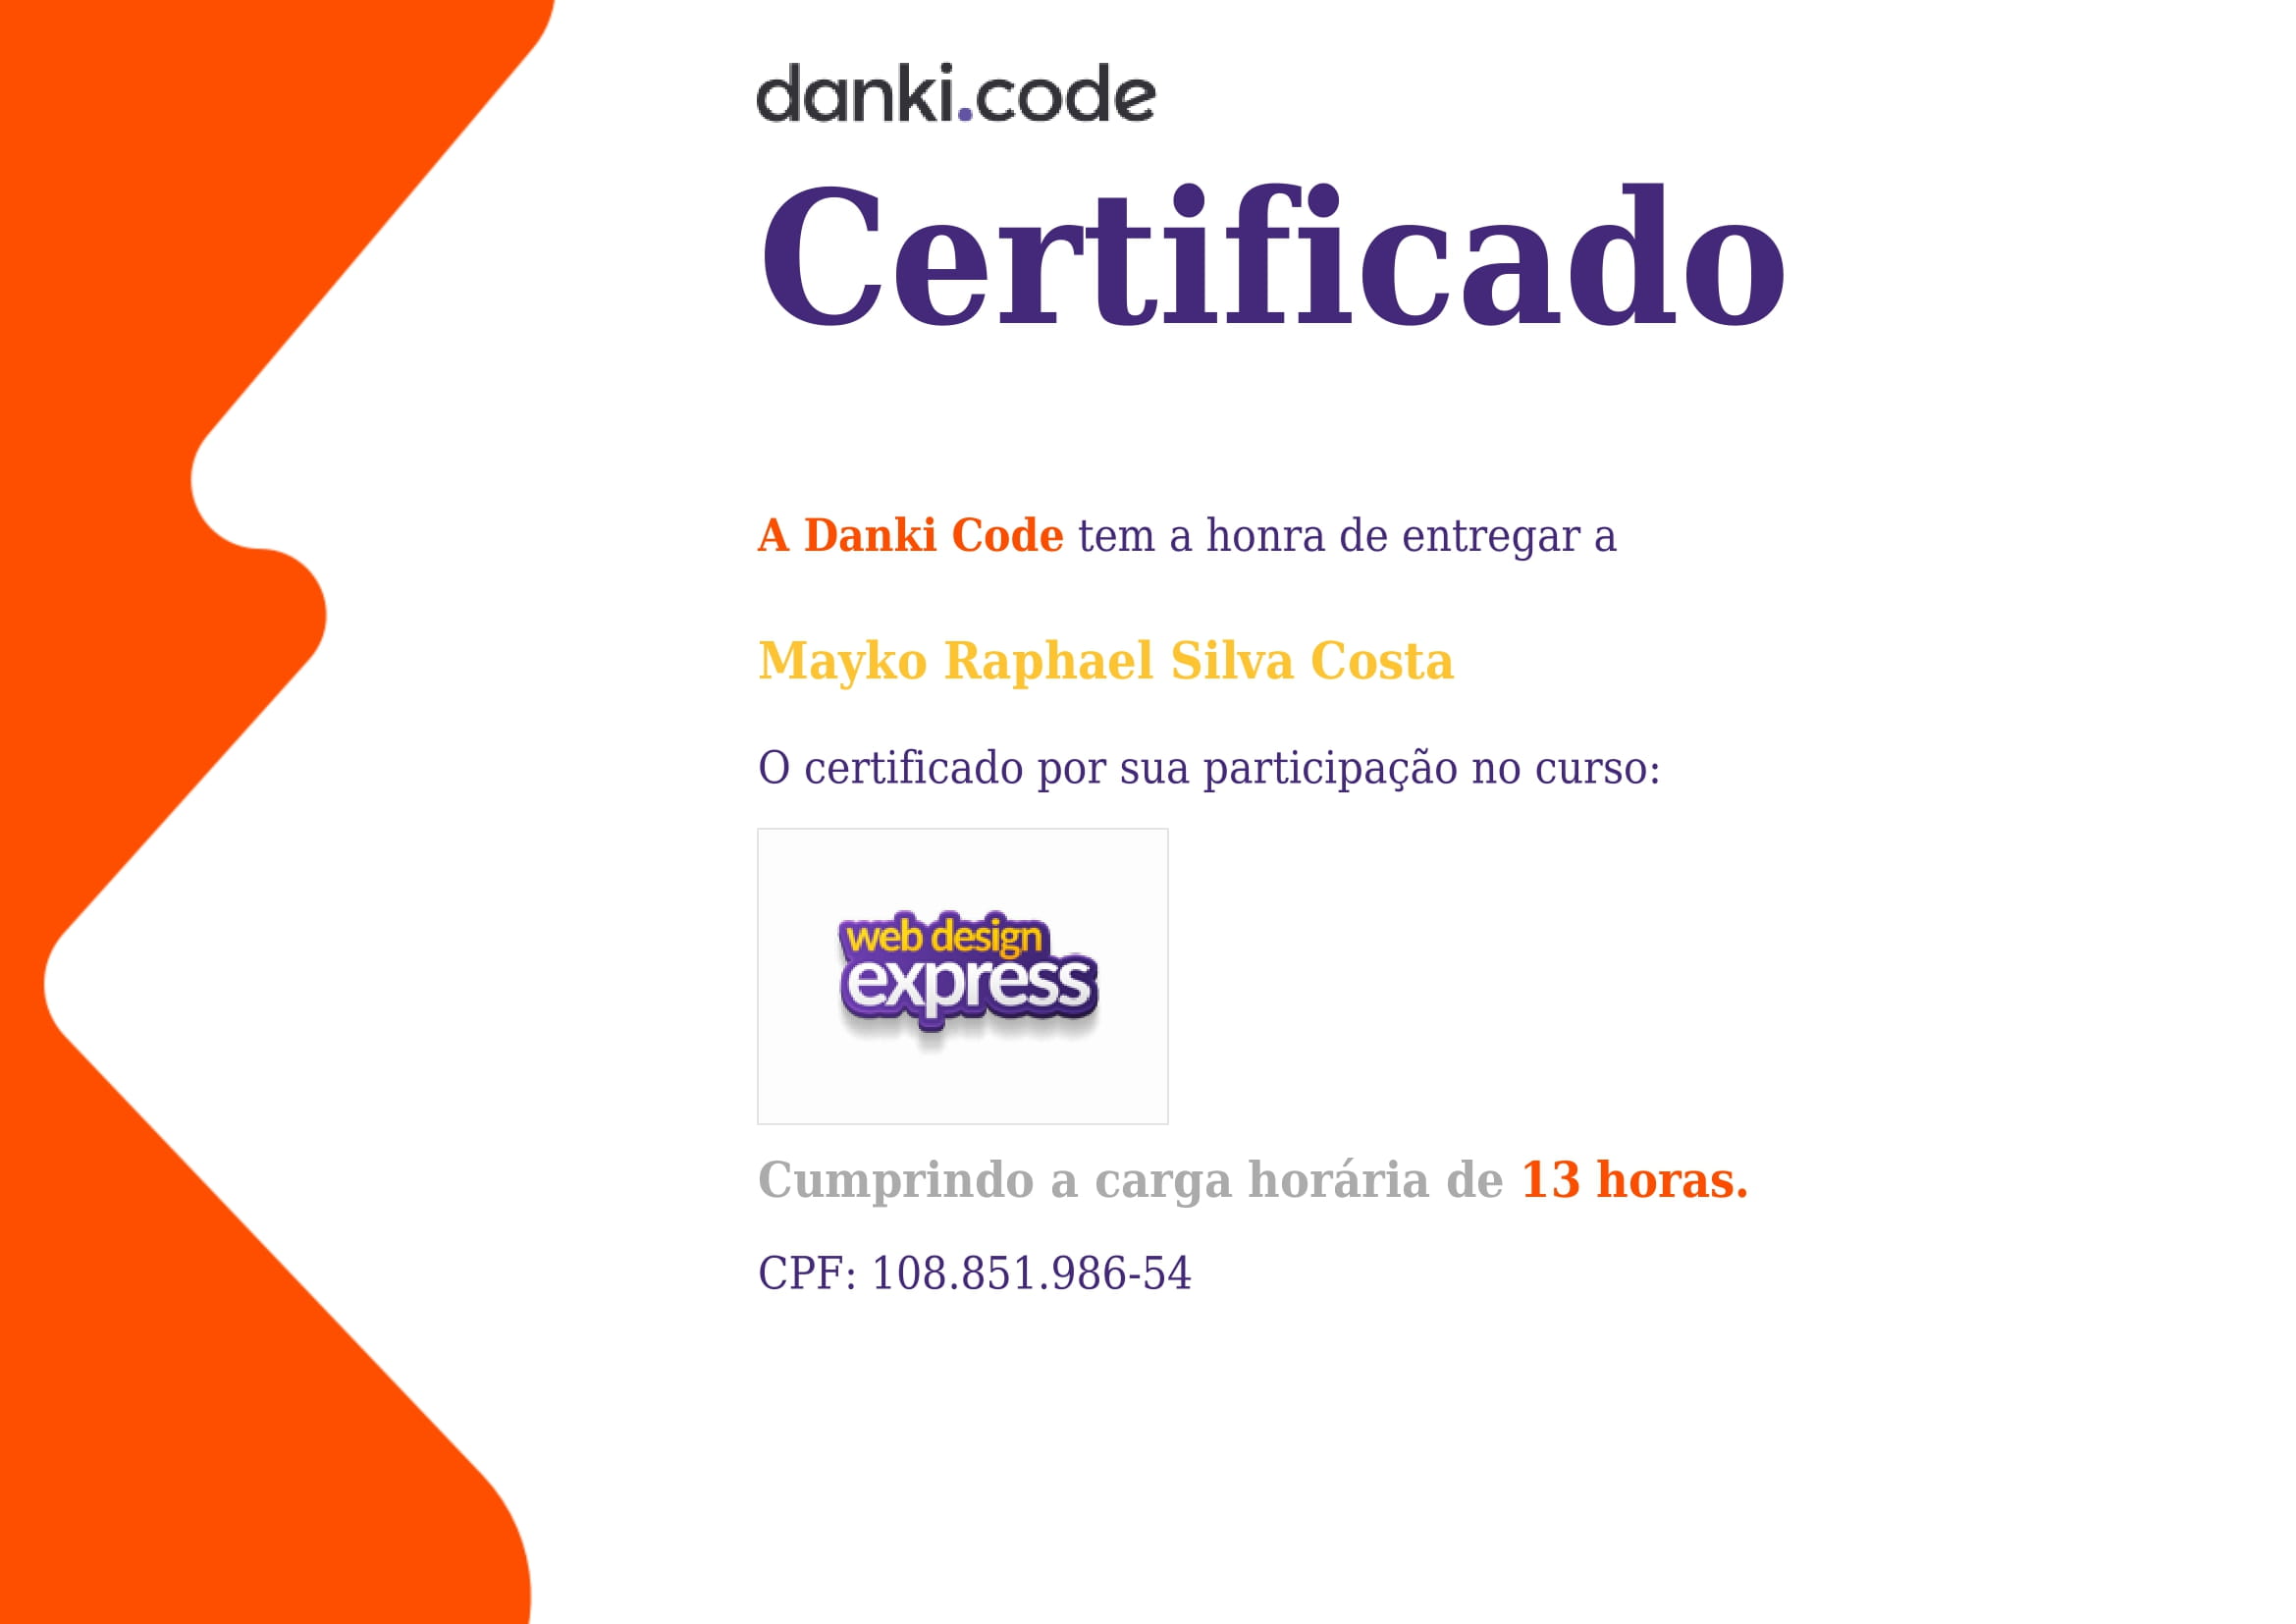 danki.code
Certificado
A Danki Code tem a honra de entregar a
Mayko Raphael Silva Costa
O certificado por sua participação no curso:
web design
express
Cumprindo a carga horária de 13 horas.
CPF: 108.851.986-54